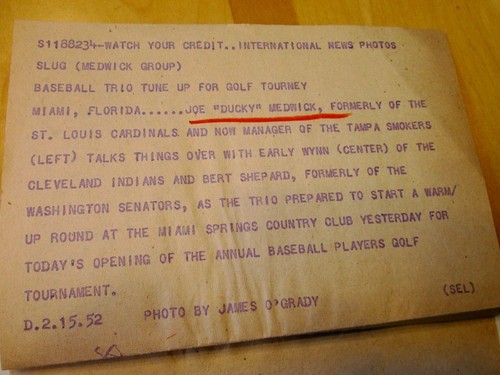 S1188234—WATCH YOUR CREDIT..INTERNATIONAL NEWS PHOTOS
SLUG (MEDWICK GROUP)
BASEBALL TRIO TUNE UP FOR GOLF TOURNEY
MIAMI, FLORIDA......JOE "DUCKY" MEDWICK, FORMERLY OF THE
ST. LOUIS CARDINALS AND NOW MANAGER OF THE TAMPA SMOKERS
(LEFT) TALKS THINGS OVER WITH EARLY WYNN (CENTER) OF THE
CLEVELAND INDIANS AND BERT SHEPARD, FORMERLY OF THE
WASHINGTON SENATORS, AS THE TRIO PREPARED TO START A WARM/
UP ROUND AT THE MIAMI SPRINGS COUNTRY CLUB YESTERDAY FOR
TODAY'S OPENING OF THE ANNUAL BASEBALL PLAYERS GOLF
TOURNAMENT.
(SEL)
D.2.15.52 PHOTO BY JAMES O'GRADY